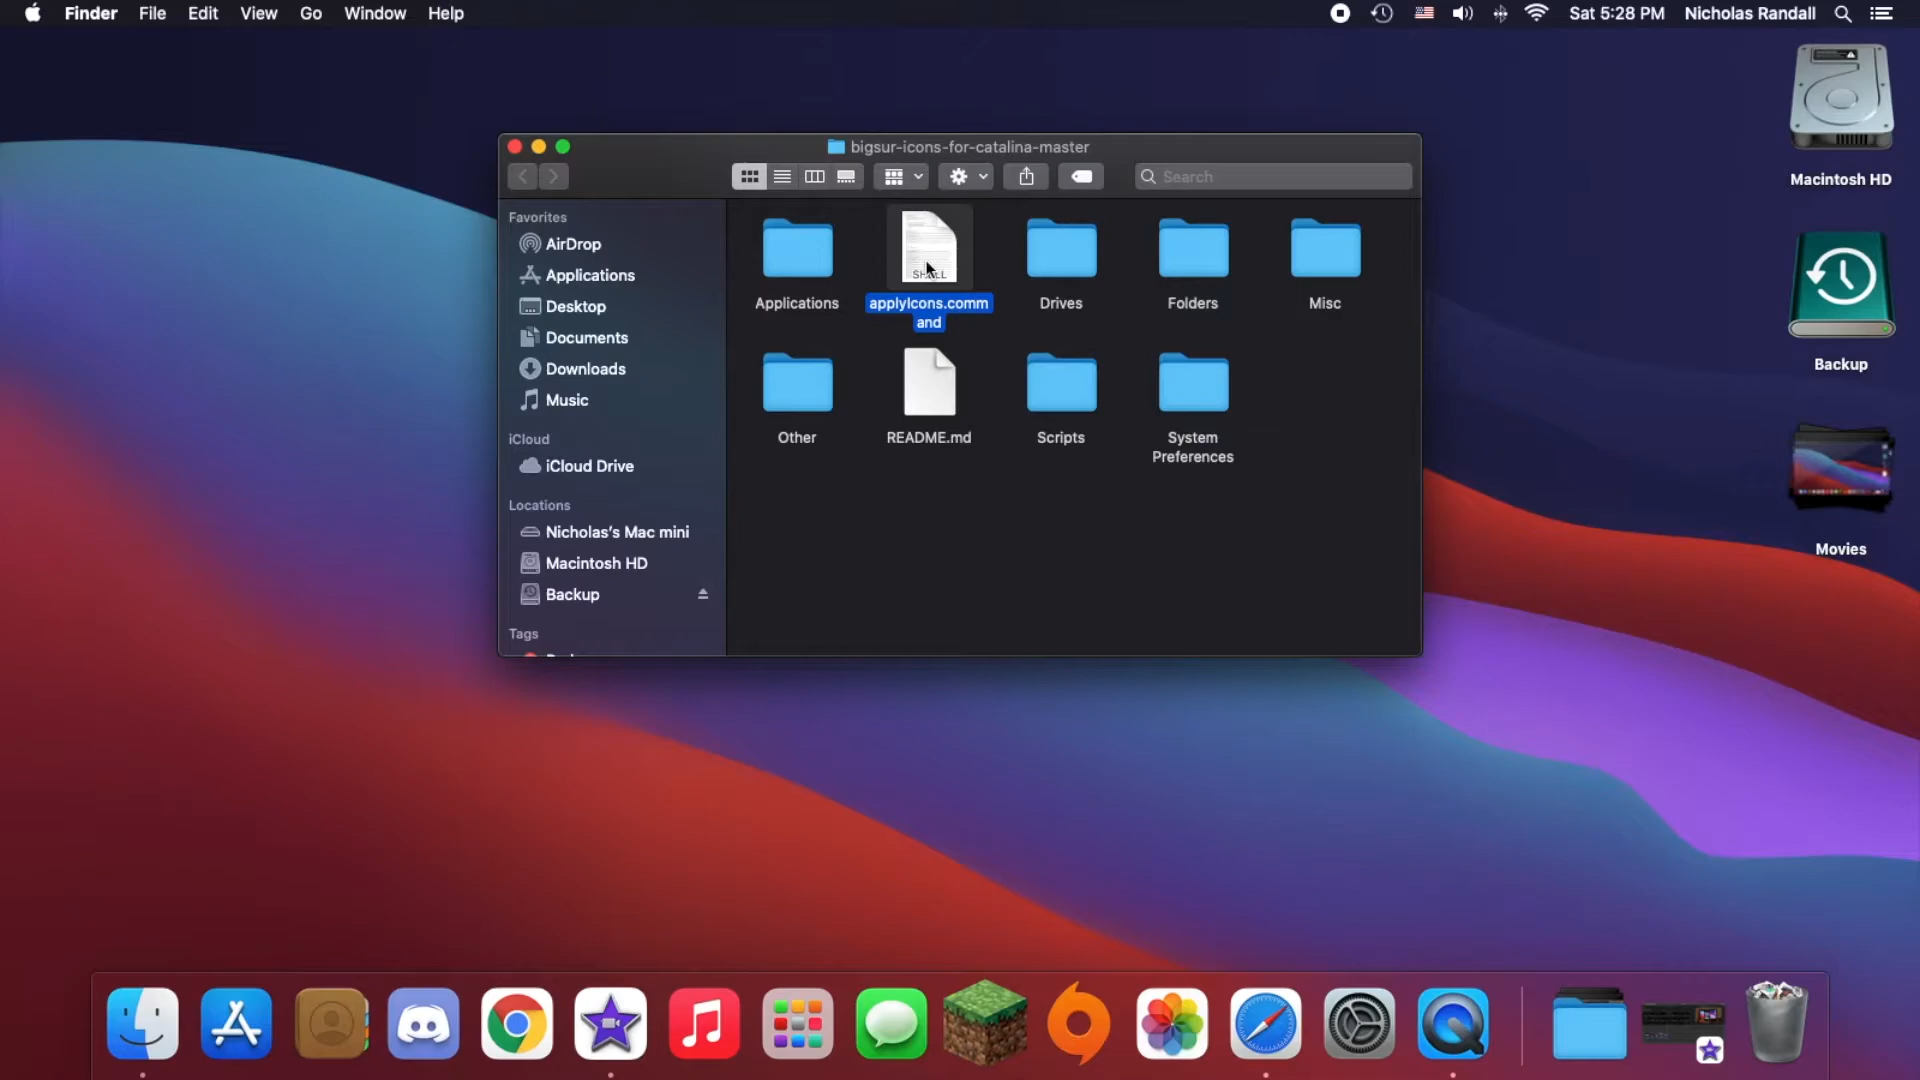 Finder File Edit View Go Window Help Sat 5:28 PM Nicholas Randall
bigsur-icons-for-catalina-master
Search
Favorites
AirDrop
Applications
Desktop
Documents
Downloads
Music
iCloud
iCloud Drive
Locations
Nicholas's Mac mini
Macintosh HD
Backup
Tags
SHELL
Applications
applyIcons.comm
and
Drives
Folders
Misc
Other
README.md
Scripts
System
Preferences
Macintosh HD
Backup
Movies